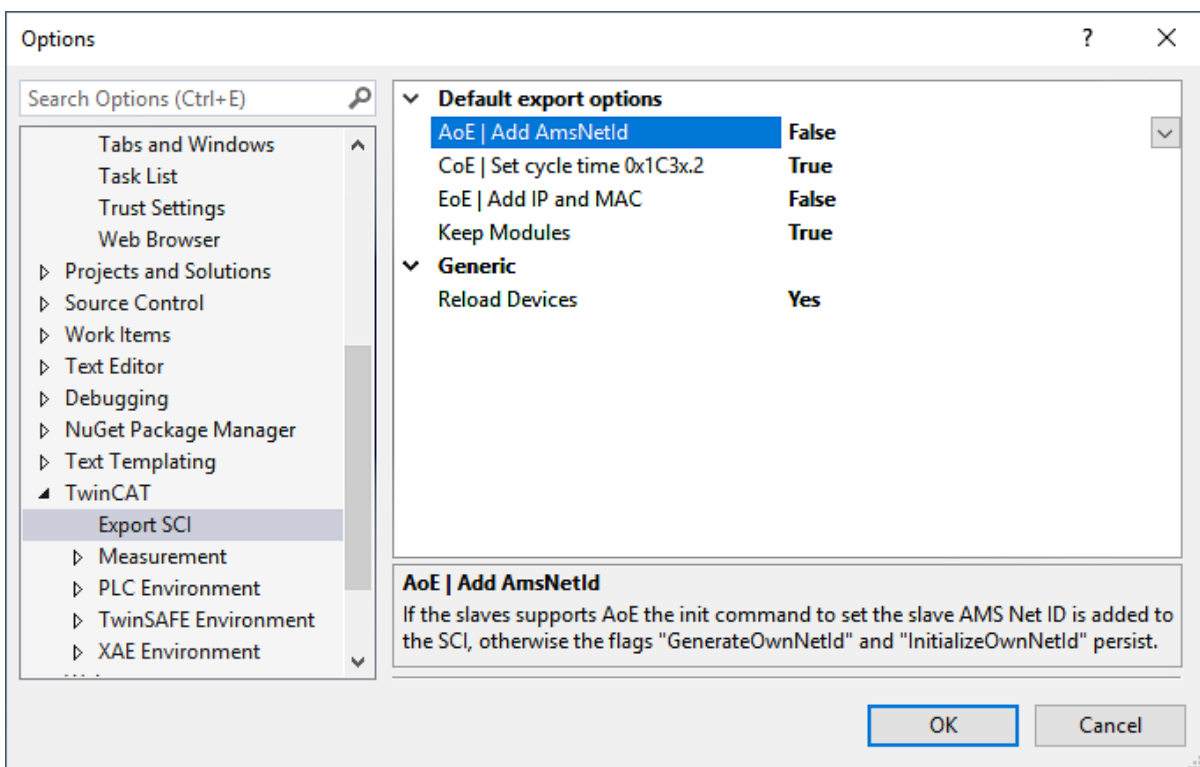 Options
?
Search Options (Ctrl+E)
Tabs and Windows
Task List
Trust Settings
Web Browser
Projects and Solutions
Source Control
Work Items
Text Editor
Debugging
NuGet Package Manager
Text Templating
TwinCAT
Export SCI
Measurement
PLC Environment
TwinSAFE Environment
XAE Environment
Default export options
AoE | Add AmsNetId False
CoE | Set cycle time 0x1C3x.2 True
EoE | Add IP and MAC False
Keep Modules True
Generic
Reload Devices Yes
AoE | Add AmsNetId
If the slaves supports AoE the init command to set the slave AMS Net ID is added to
the SCI, otherwise the flags "GenerateOwnNetId" and "InitializeOwnNetId" persist.
OK Cancel